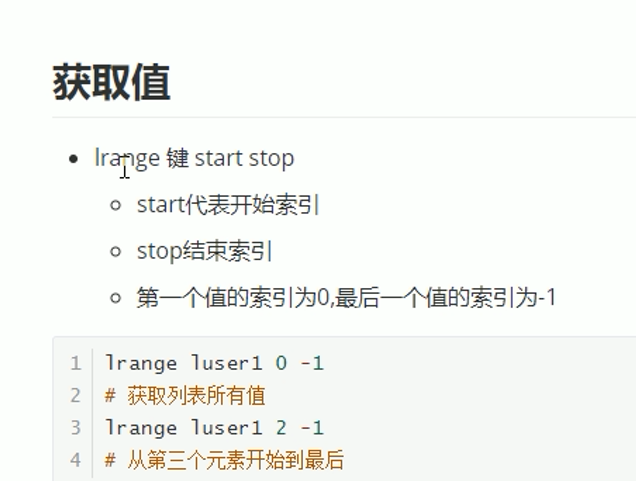 获取值
lrange 键 start stop
start代表开始索引
stop结束索引
第一个值的索引为0,最后一个值的索引为-1
1 lrange luser1 0 -1
2 # 获取列表所有值
3 lrange luser1 2 -1
4 # 从第三个元素开始到最后